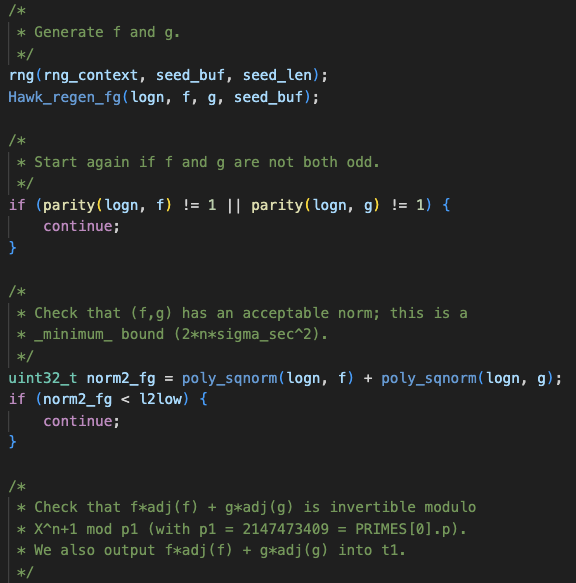 /*
 * Generate f and g.
 */
rng(rng_context, seed_buf, seed_len);
Hawk_regen_fg(logn, f, g, seed_buf);

/*
 * Start again if f and g are not both odd.
 */
if (parity(logn, f) != 1 || parity(logn, g) != 1) {
    continue;
}

/*
 * Check that (f,g) has an acceptable norm; this is a
 * _minimum_ bound (2*n*sigma_sec^2).
 */
uint32_t norm2_fg = poly_sqnorm(logn, f) + poly_sqnorm(logn, g);
if (norm2_fg < l2low) {
    continue;
}

/*
 * Check that f*adj(f) + g*adj(g) is invertible modulo
 * X^n+1 mod p1 (with p1 = 2147473409 = PRIMES[0].p).
 * We also output f*adj(f) + g*adj(g) into t1.
 */